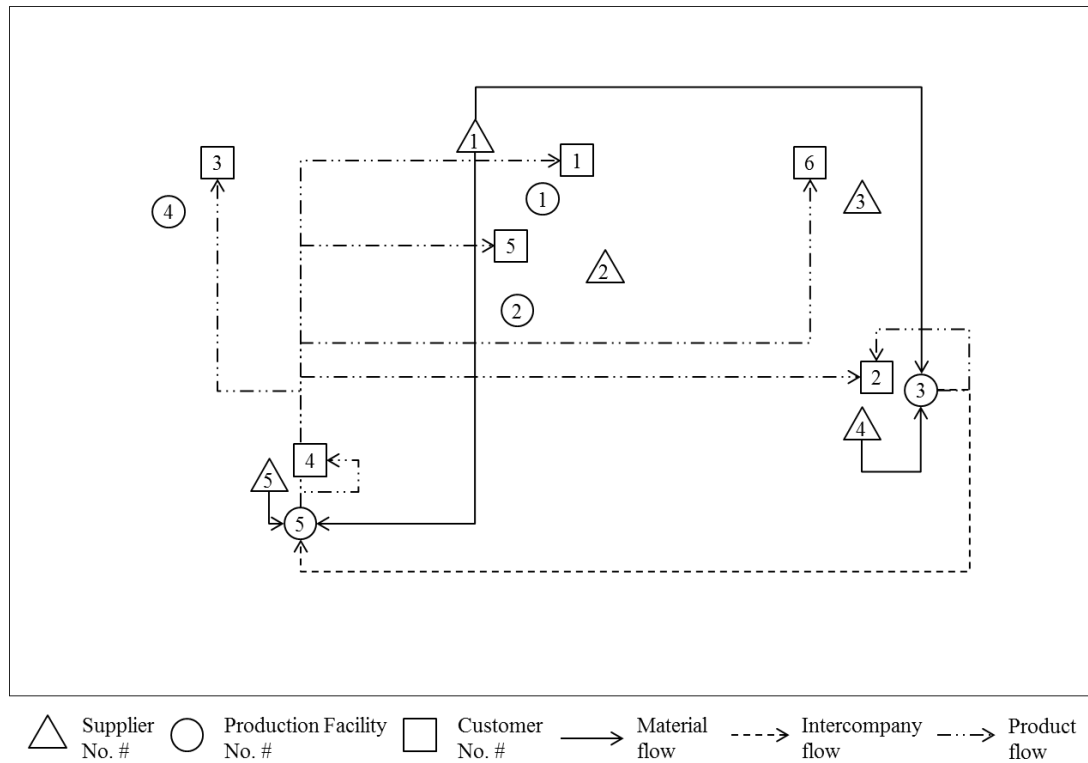 1
3
1
6
4
1
3
5
2
2
2
3
4
4
5
5
Supplier
No. #
Production Facility
No. #
Customer
No. #
Material
flow
Intercompany
flow
Product
flow